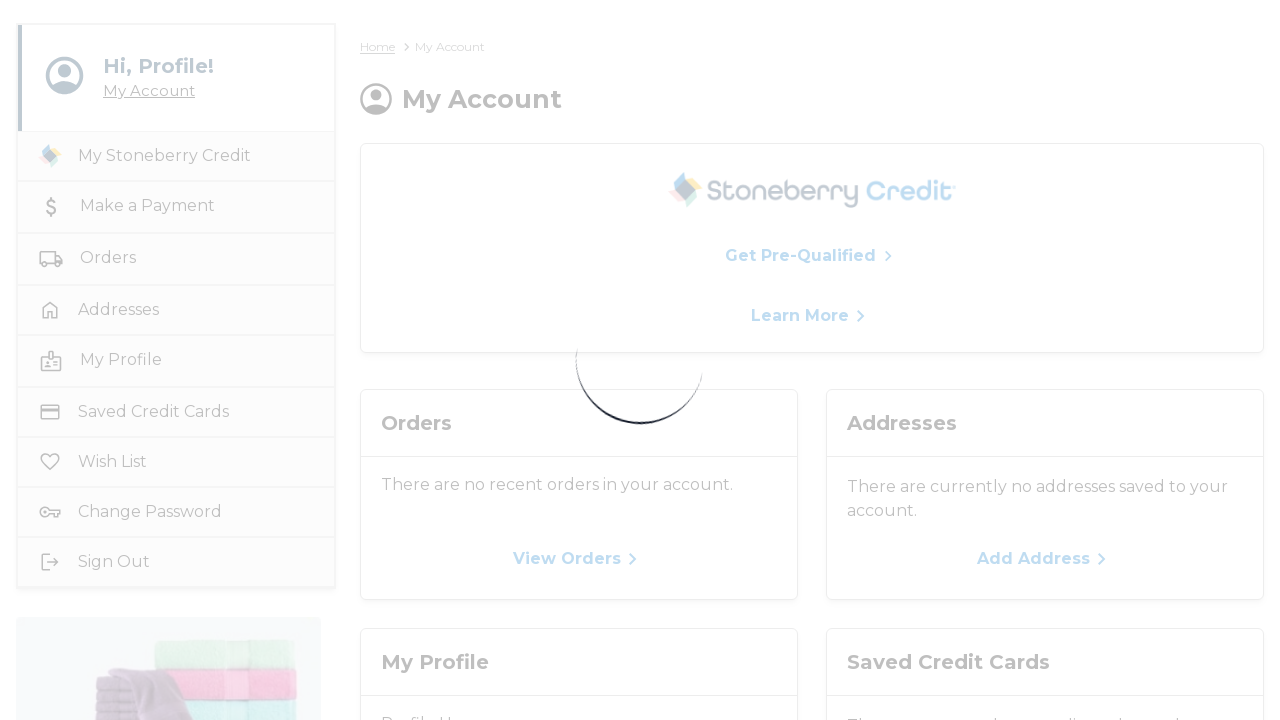 Hi, Profile!
My Account
My Stoneberry Credit
Make a Payment
Orders
Addresses
My Profile
Saved Credit Cards
Wish List
Change Password
Sign Out
Home > My Account
My Account
Stoneberry Credit
Get Pre-Qualified
Learn More
Orders
There are no recent orders in your account.
View Orders
Addresses
There are currently no addresses saved to your
account.
Add Address
My Profile
Saved Credit Cards